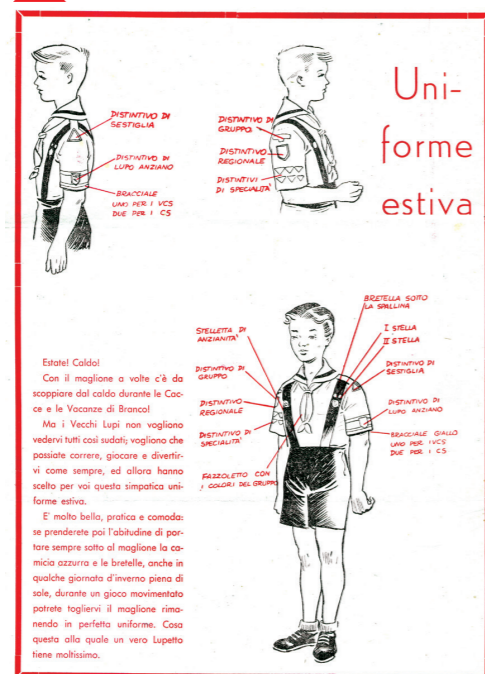 Uni-
forme
estiva
DISTINTIVO DI
SESTIGLIA
DISTINTIVO DI
LUPO ANZIANO
BRACCIALE
UNO PER I VCS
DUE PER I CS
DISTINTIVO DI
GRUPPO
DISTINTIVO
REGIONALE
DISTINTIVI
DI SPECIALITA'
STELLETTA DI
ANZIANITA'
DISTINTIVO DI
GRUPPO
DISTINTIVO
REGIONALE
DISTINTIVO DI
SPECIALITA'
FAZZOLETTO CON
I COLORI DEL GRUPPO
BRETELLA SOTTO
LA SPALLINA
I STELLA
II STELLA
DISTINTIVO DI
SESTIGLIA
DISTINTIVO DI
LUPO ANZIANO
BRACCIALE GIALLO
UNO PER I VCS
DUE PER I CS
Estate! Caldo!
Con il maglione a volte c'è da
scoppiare dal caldo durante le Cac-
ce e le Vacanze di Branco!
Ma i Vecchi Lupi non vogliono
vedervi tutti così sudati; vogliono che
possiate correre, giocare e divertir-
vi come sempre, ed allora hanno
scelto per voi questa simpatica uni-
forme estiva.
E' molto bella, pratica e comoda:
se prenderete poi l'abitudine di por-
tare sempre sotto al maglione la ca-
micia azzurra e le bretelle, anche in
qualche giornata d'inverno piena di
sole, durante un gioco movimentato
potrete togliervi il maglione rima-
nendo in perfetta uniforme. Cosa
questa alla quale un vero Lupetto
tiene moltissimo.